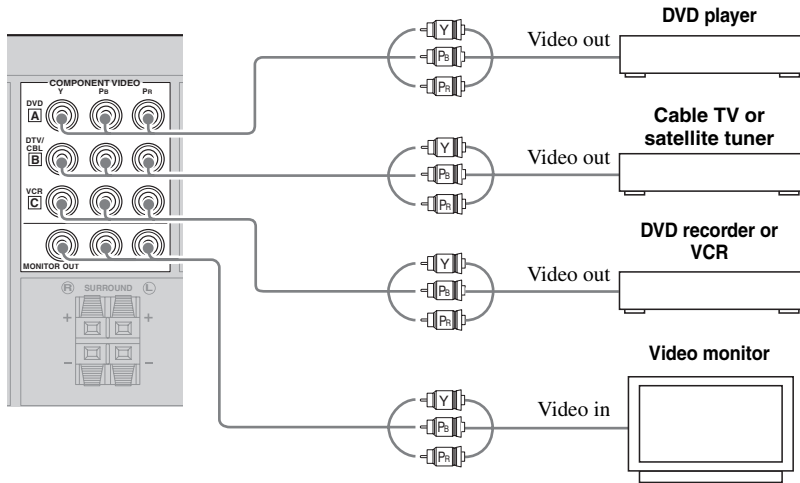 DVD player
Y
Video out
PB
PR
COMPONENT VIDEO
Y PB PR
DVD
A
DTV/
CBL
B
VCR
C
MONITOR OUT
R SURROUND L
+ +
– –
Cable TV or
satellite tuner
Y
Video out
PB
PR
DVD recorder or
VCR
Y
Video out
PB
PR
Video monitor
Y
Video in
PB
PR